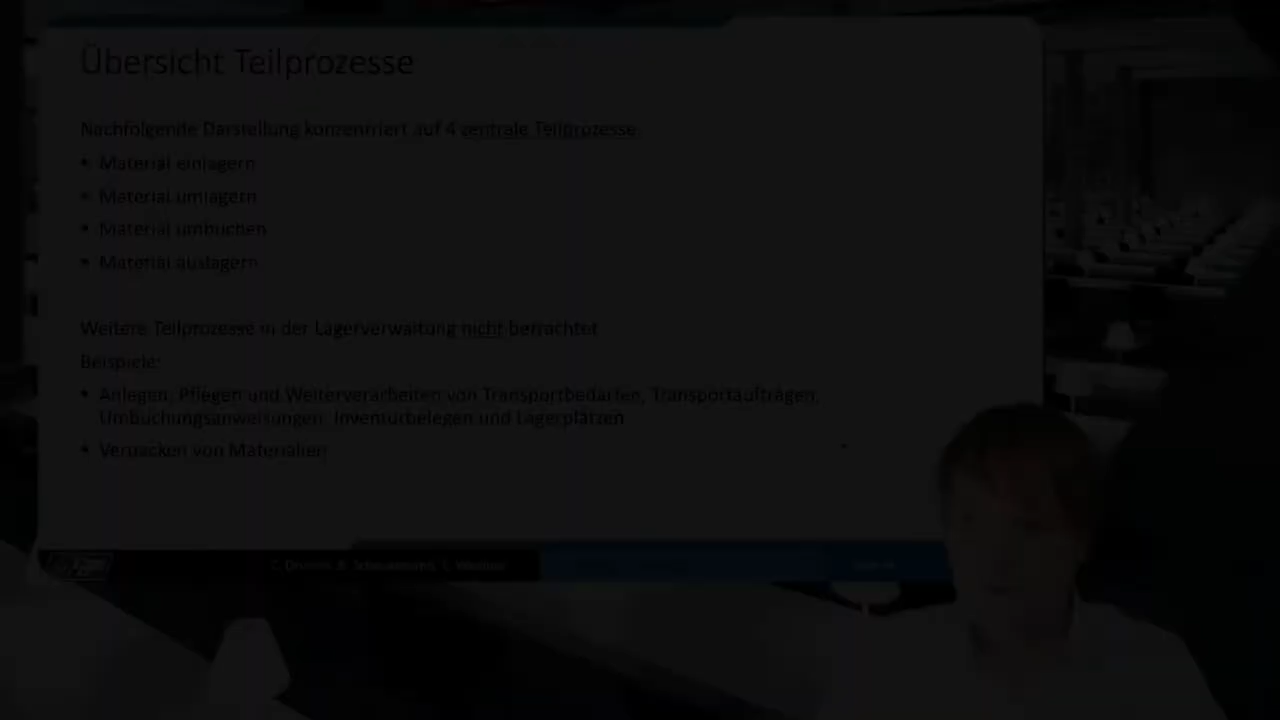 Übersicht Teilprozesse
Nachfolgende Darstellung konzentriert auf 4 zentrale Teilprozesse
• Material einlagern
• Material umlagern
• Material umbuchen
• Material auslagern
Weitere Teilprozesse in der Lagerverwaltung nicht betrachtet
Beispiele:
• Anlegen, Pflegen und Weiterverarbeiten von Transportbedarfen, Transportaufträgen,
Umbuchungsanweisungen, Inventurbelegen und Lagerplätzen
• Verpacken von Materialien